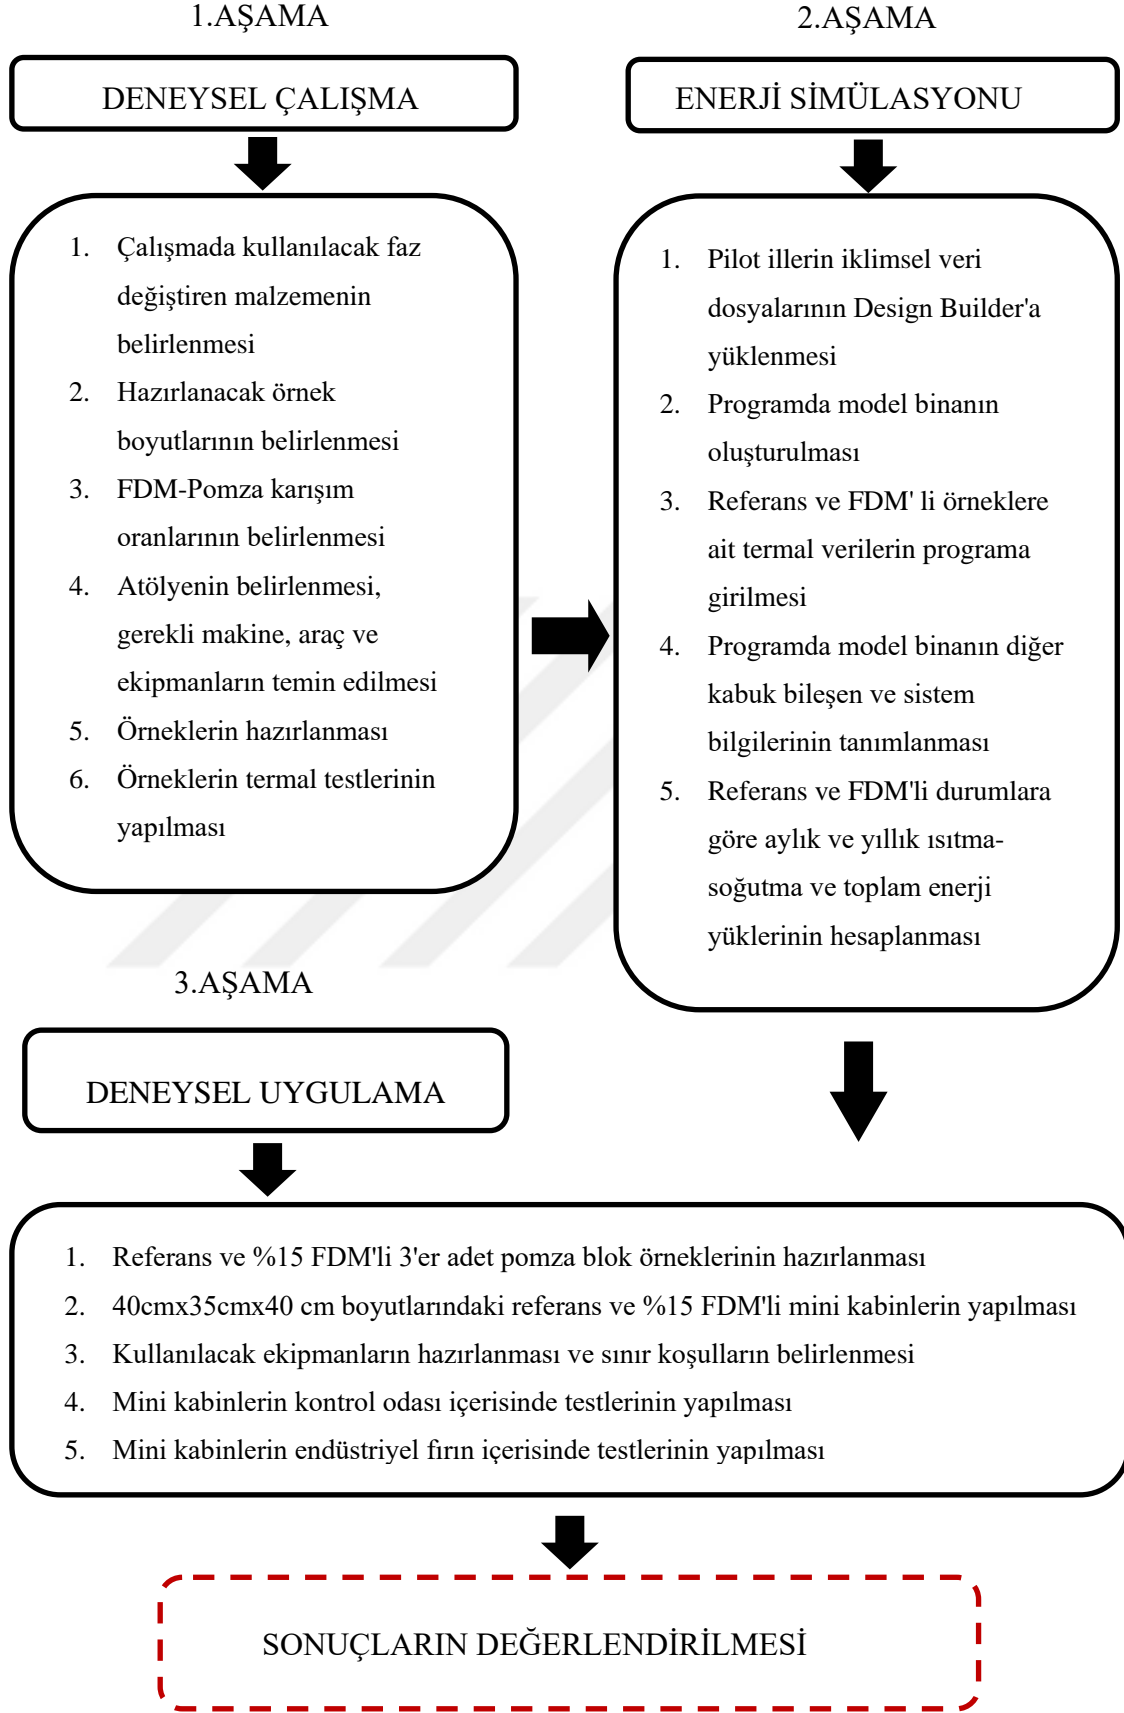 1.AŞAMA
DENEYSEL ÇALIŞMA
1. Çalışmada kullanılacak faz
değiştiren malzemenin
belirlenmesi
2. Hazırlanacak örnek
boyutlarının belirlenmesi
3. FDM-Pomza karışım
oranlarının belirlenmesi
4. Atölyenin belirlenmesi,
gerekli makine, araç ve
ekipmanların temin edilmesi
5. Örneklerin hazırlanması
6. Örneklerin termal testlerinin
yapılması
2.AŞAMA
ENERJİ SİMÜLASYONU
1. Pilot illerin iklimsel veri
dosyalarının Design Builder'a
yüklenmesi
2. Programda model binanın
oluşturulması
3. Referans ve FDM' li örneklere
ait termal verilerin programa
girilmesi
4. Programda model binanın diğer
kabuk bileşen ve sistem
bilgilerinin tanımlanması
5. Referans ve FDM'li durumlara
göre aylık ve yıllık ısıtma-
soğutma ve toplam enerji
yüklerinin hesaplanması
3.AŞAMA
DENEYSEL UYGULAMA
1. Referans ve %15 FDM'li 3'er adet pomza blok örneklerinin hazırlanması
2. 40cmx35cmx40 cm boyutlarındaki referans ve %15 FDM'li mini kabinlerin yapılması
3. Kullanılacak ekipmanların hazırlanması ve sınır koşulların belirlenmesi
4. Mini kabinlerin kontrol odası içerisinde testlerinin yapılması
5. Mini kabinlerin endüstriyel fırın içerisinde testlerinin yapılması
SONUÇLARIN DEĞERLENDİRİLMESİ